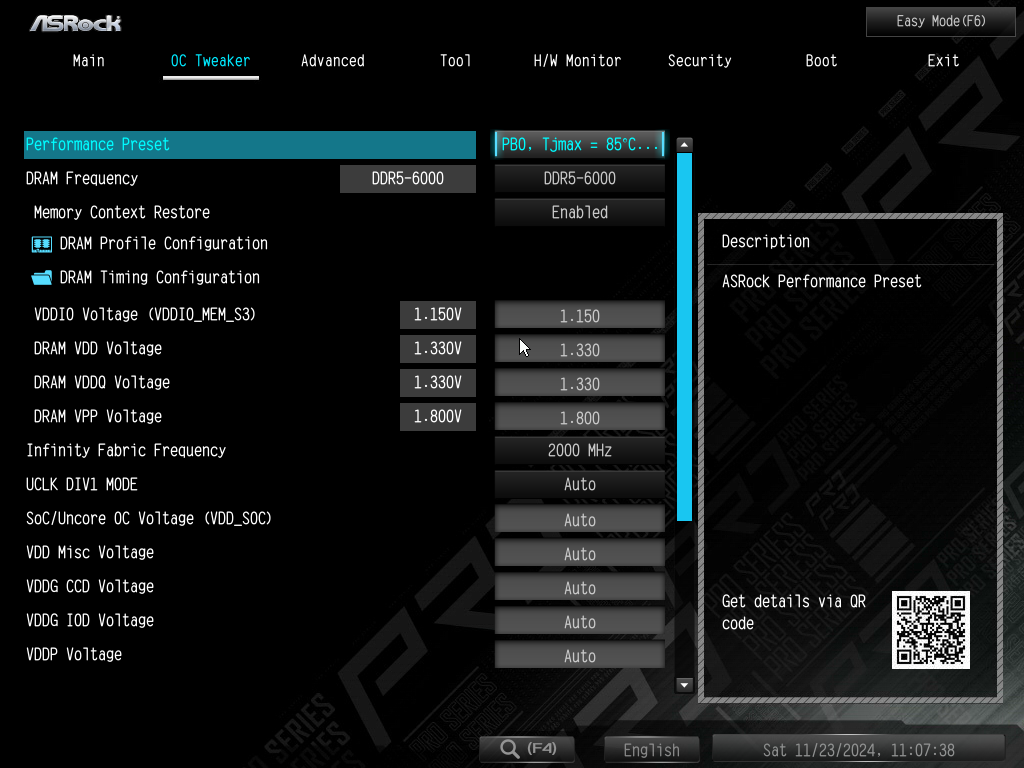 ASRock
Easy Mode(F6)
Main OC Tweaker Advanced Tool H/W Monitor Security Boot Exit
Performance Preset PBO, Tjmax = 85°C...
DRAM Frequency DDR5-6000 DDR5-6000
Memory Context Restore Enabled
DRAM Profile Configuration
DRAM Timing Configuration
VDDIO Voltage (VDDIO_MEM_S3) 1.150V 1.150
DRAM VDD Voltage 1.330V 1.330
DRAM VDDQ Voltage 1.330V 1.330
DRAM VPP Voltage 1.800V 1.800
Infinity Fabric Frequency 2000 MHz
UCLK DIV1 MODE Auto
SoC/Uncore OC Voltage (VDD_SOC) Auto
VDD Misc Voltage Auto
VDDG CCD Voltage Auto
VDDG IOD Voltage Auto
VDDP Voltage Auto
Description
ASRock Performance Preset
Get details via QR
code
(F4) English Sat 11/23/2024, 11:07:38